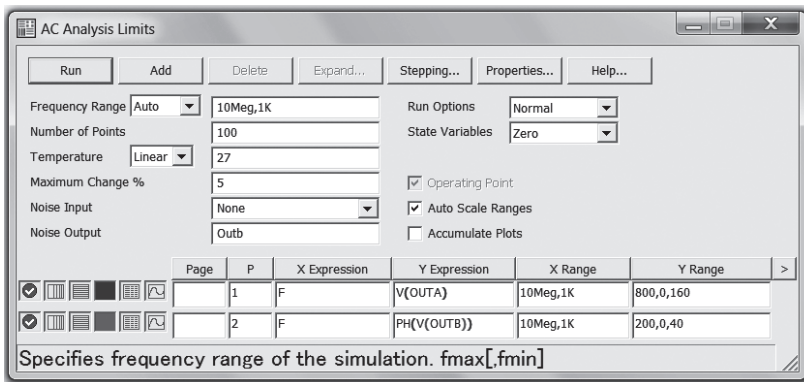 AC Analysis Limits
Run Add Delete Expand... Stepping... Properties... Help...
Frequency Range Auto 10Meg,1K Run Options Normal
Number of Points 100 State Variables Zero
Temperature Linear 27
Maximum Change % 5 Operating Point
Noise Input None Auto Scale Ranges
Noise Output Outb Accumulate Plots
Page P X Expression Y Expression X Range Y Range >
1 F V(OUTA) 10Meg,1K 800,0,160
2 F PH(V(OUTB)) 10Meg,1K 200,0,40
Specifies frequency range of the simulation. fmax[,fmin]